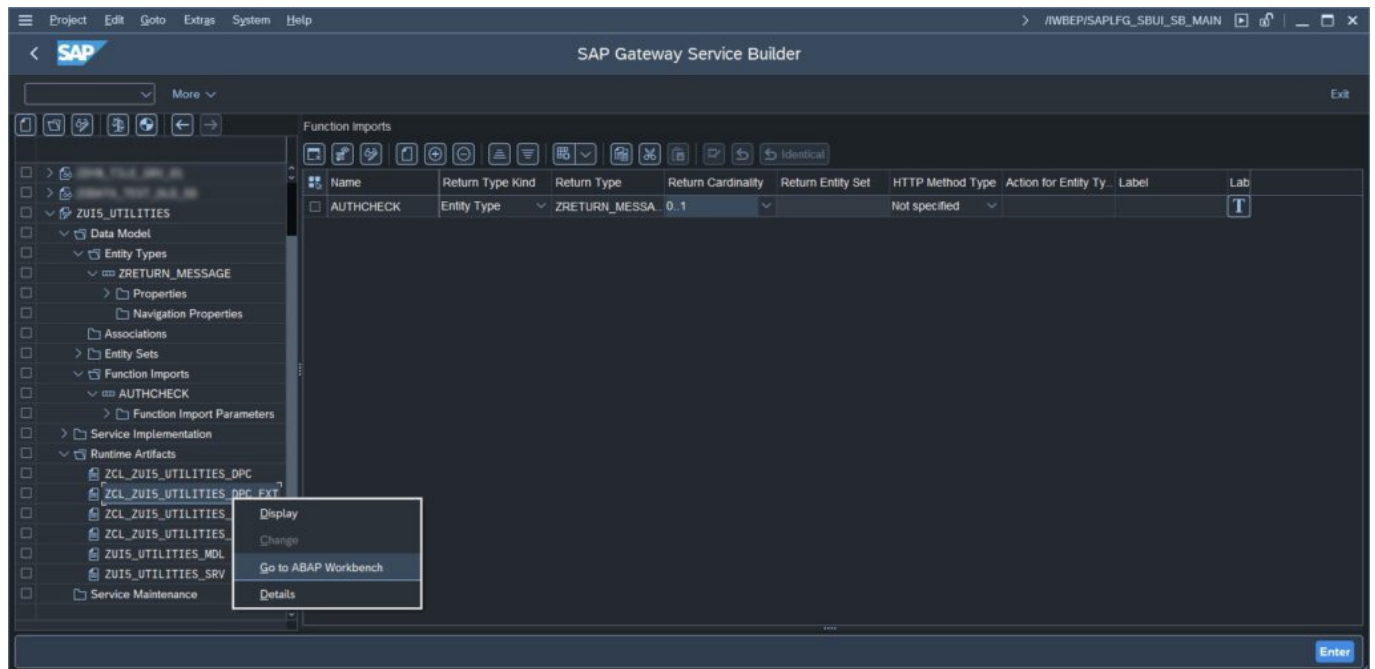 Project Edit Goto Extras System Help /IWBEP/SAPLFG_SBUI_SB_MAIN
SAP SAP Gateway Service Builder
More Exit
Function Imports
Identical
Name Return Type Kind Return Type Return Cardinality Return Entity Set HTTP Method Type Action for Entity Ty.. Label Lab
AUTHCHECK Entity Type ZRETURN_MESSA.. 0..1 Not specified T
ZUI5_UTILITIES
Data Model
Entity Types
ZRETURN_MESSAGE
Properties
Navigation Properties
Associations
Entity Sets
Function Imports
AUTHCHECK
Function Import Parameters
Service Implementation
Runtime Artifacts
ZCL_ZUI5_UTILITIES_DPC
ZCL_ZUI5_UTILITIES_DPC_EXT
ZCL_ZUI5_UTILITIES_
ZCL_ZUI5_UTILITIES_
ZUI5_UTILITIES_MDL
ZUI5_UTILITIES_SRV
Service Maintenance
Display
Change
Go to ABAP Workbench
Details
Enter